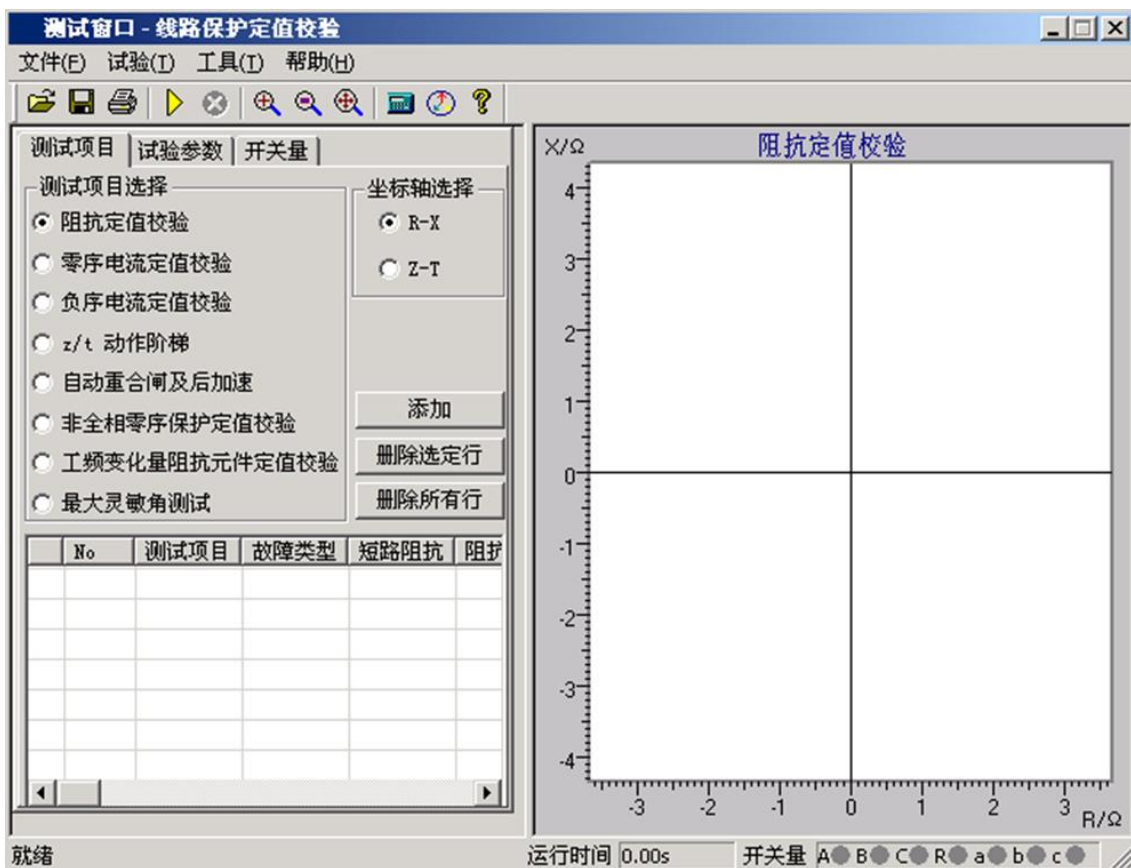 测试窗口 - 线路保护定值校验
文件(F) 试验(T) 工具(T) 帮助(H)
测试项目 试验参数 开关量
测试项目选择
阻抗定值校验
零序电流定值校验
负序电流定值校验
z/t 动作阶梯
自动重合闸及后加速
非全相零序保护定值校验
工频变化量阻抗元件定值校验
最大灵敏角测试
坐标轴选择
R-X
Z-T
添加
删除选定行
删除所有行
No 测试项目 故障类型 短路阻抗 阻抗
X/Ω 阻抗定值校验
4
3
2
1
0
-1
-2
-3
-4
-3 -2 -1 0 1 2 3
R/Ω
就绪 运行时间 0.00s 开关量 A B C R a b c